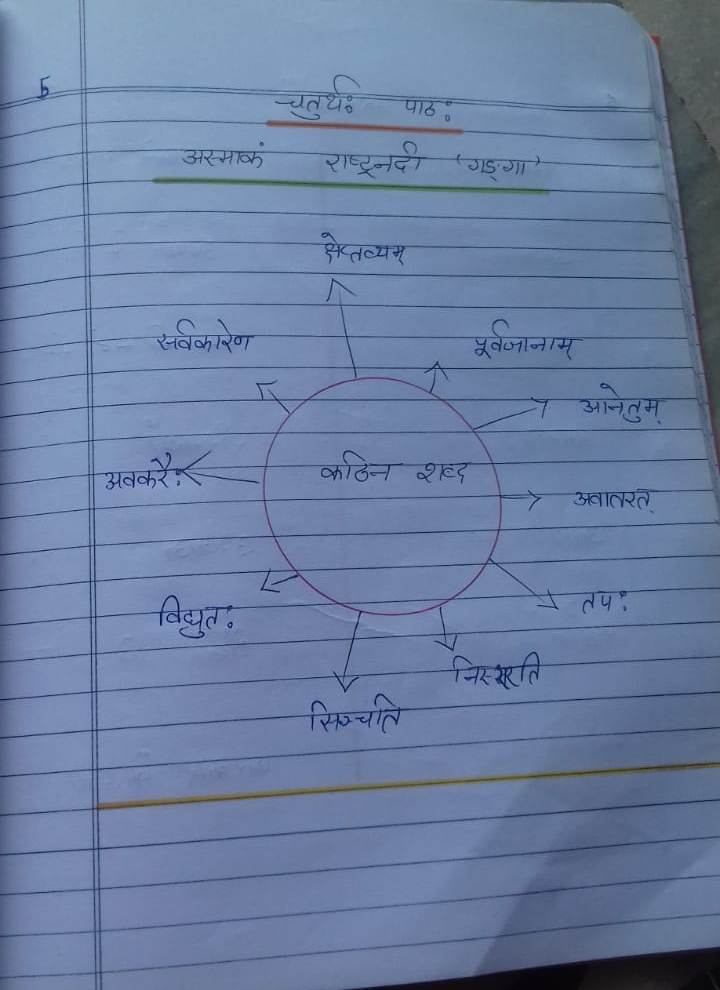 5
चतुर्थः पाठः
अस्माकं राष्ट्रनदी 'गङ्गा'
क्षेप्तव्यम्
सर्वकारेण
पूर्वजानाम्
आनेतुम्
अवकरैः
कठिन शब्द
अवातरत्
विद्युतः
तपः
निस्सरति
सिञ्चति